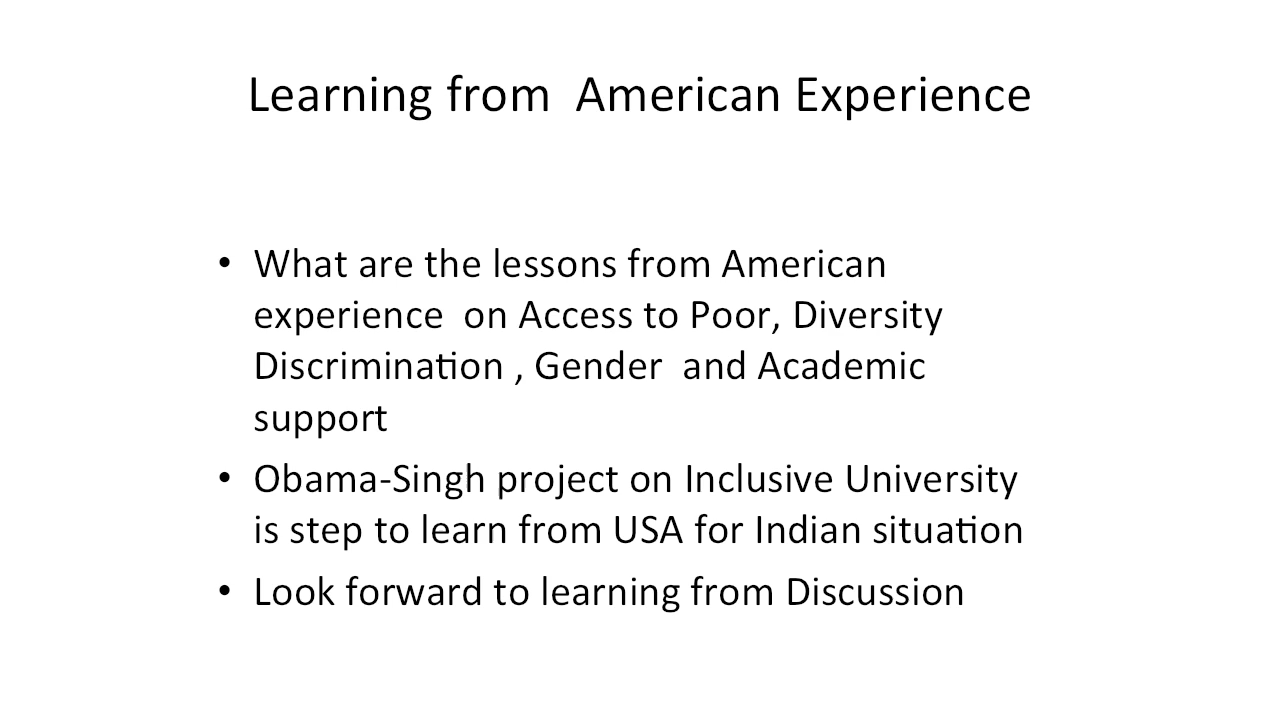 Learning from  American Experience
• What are the lessons from American
experience  on Access to Poor, Diversity
Discrimination , Gender  and Academic
support
• Obama-Singh project on Inclusive University
is step to learn from USA for Indian situation
• Look forward to learning from Discussion